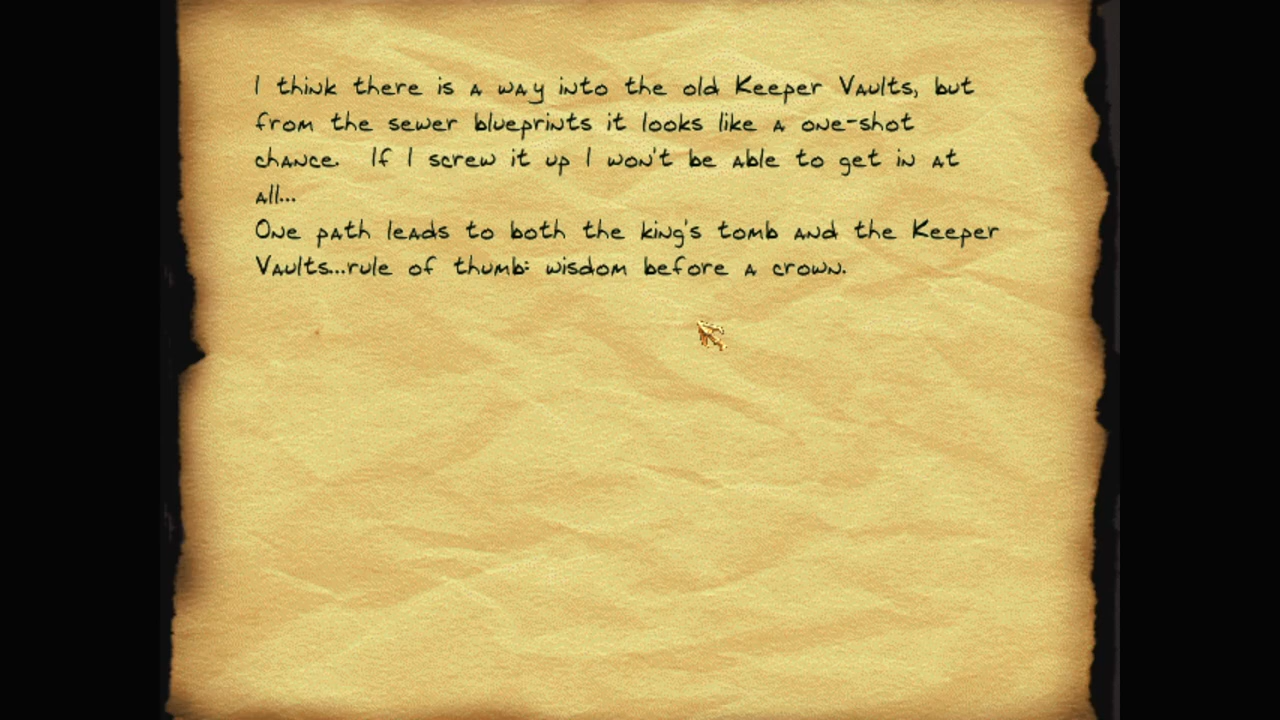 I think there is a way into the old Keeper Vaults, but
from the sewer blueprints it looks like a one-shot
chance.  If I screw it up I won't be able to get in at
all...
One path leads to both the king's tomb and the Keeper
Vaults...rule of thumb: wisdom before a crown.